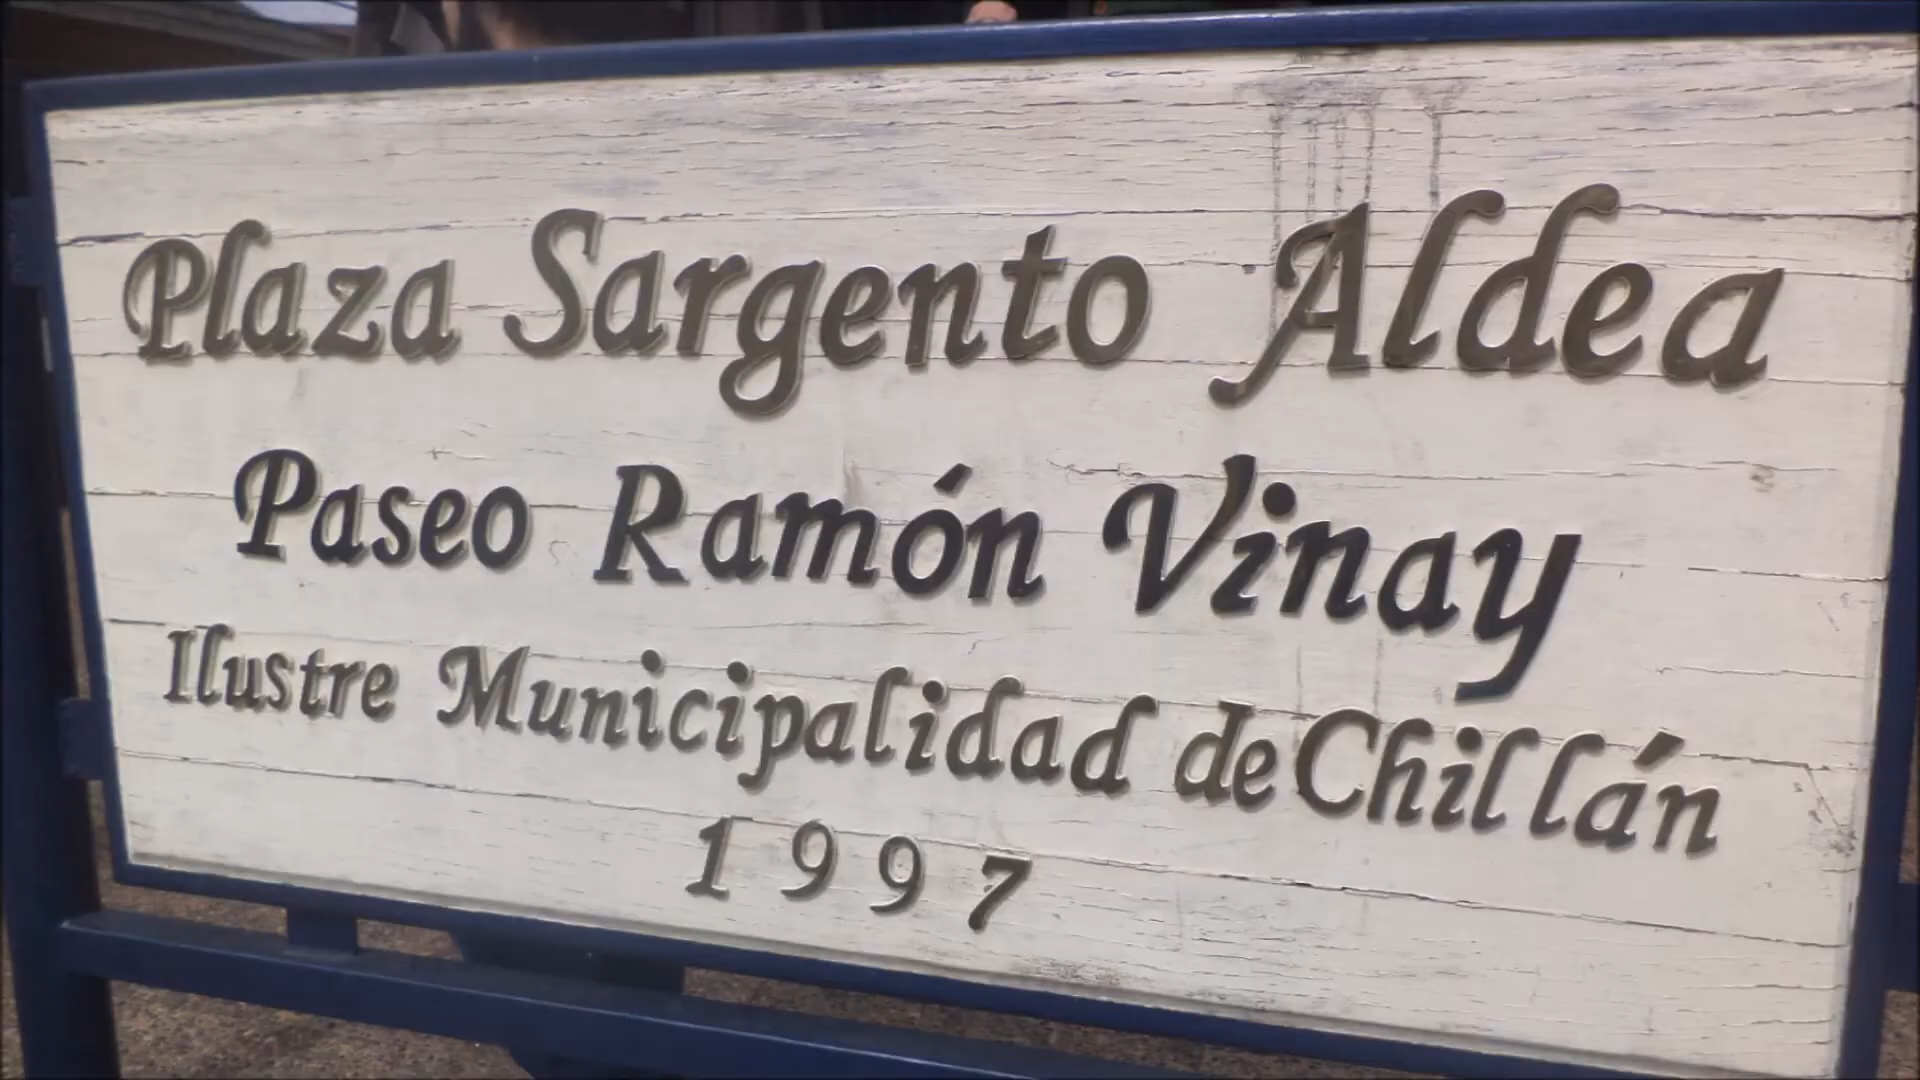 Plaza Sargento Aldea
Paseo Ramón Vinay
Ilustre Municipalidad de Chillán
1997